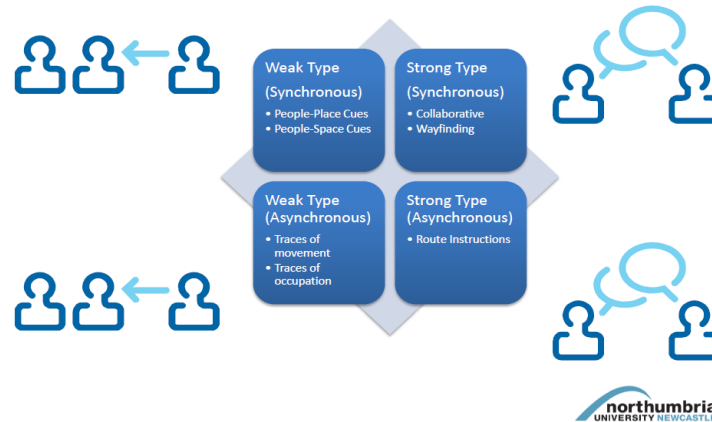 Weak Type
(Synchronous)
• People-Place Cues
• People-Space Cues
Strong Type
(Synchronous)
• Collaborative
• Wayfinding
Weak Type
(Asynchronous)
• Traces of
movement
• Traces of
occupation
Strong Type
(Asynchronous)
• Route Instructions
northumbria
UNIVERSITY NEWCASTLE